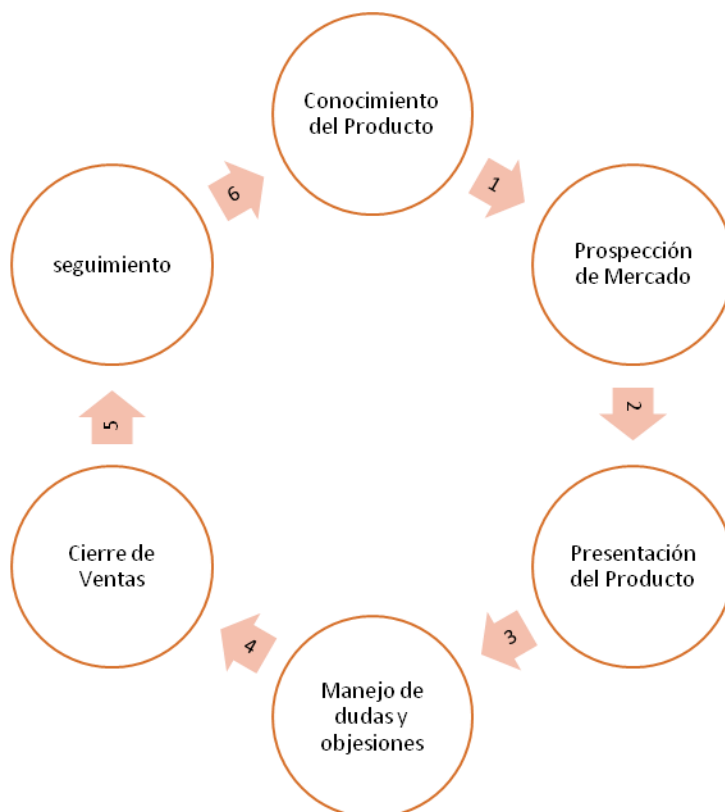 Conocimiento
del Producto
1
Prospección
de Mercado
2
Presentación
del Producto
3
Manejo de
dudas y
objesiones
4
Cierre de
Ventas
5
seguimiento
6